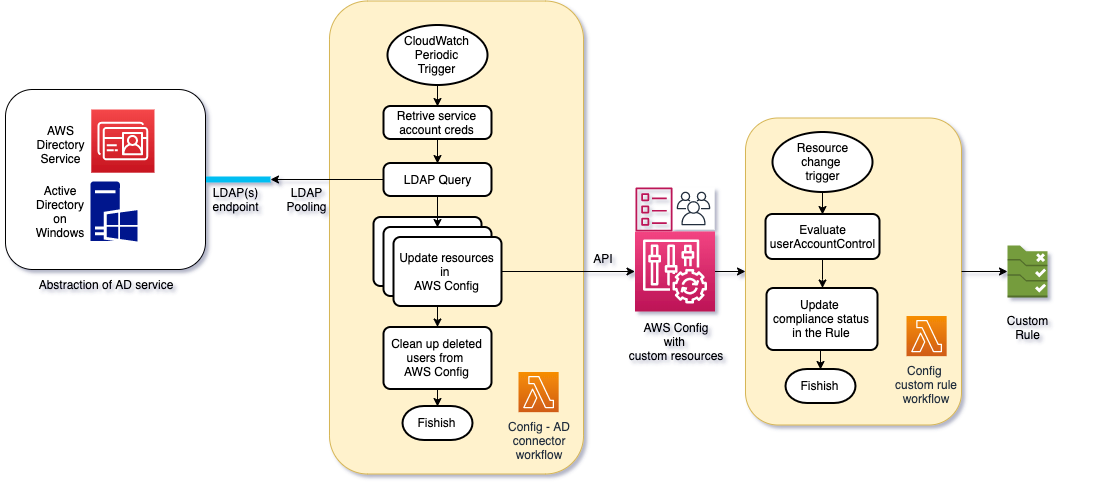 AWS
Directory
Service
Active
Directory
on
Windows
Abstraction of AD service
LDAP(s)
endpoint
LDAP
Pooling
CloudWatch
Periodic
Trigger
Retrive service
account creds
LDAP Query
Update resources
in
AWS Config
Clean up deleted
users from
AWS Config
Fishish
Config - AD
connector
workflow
API
AWS Config
with
custom resources
Resource
change
trigger
Evaluate
userAccountControl
Update
compliance status
in the Rule
Fishish
Config
custom rule
workflow
Custom
Rule